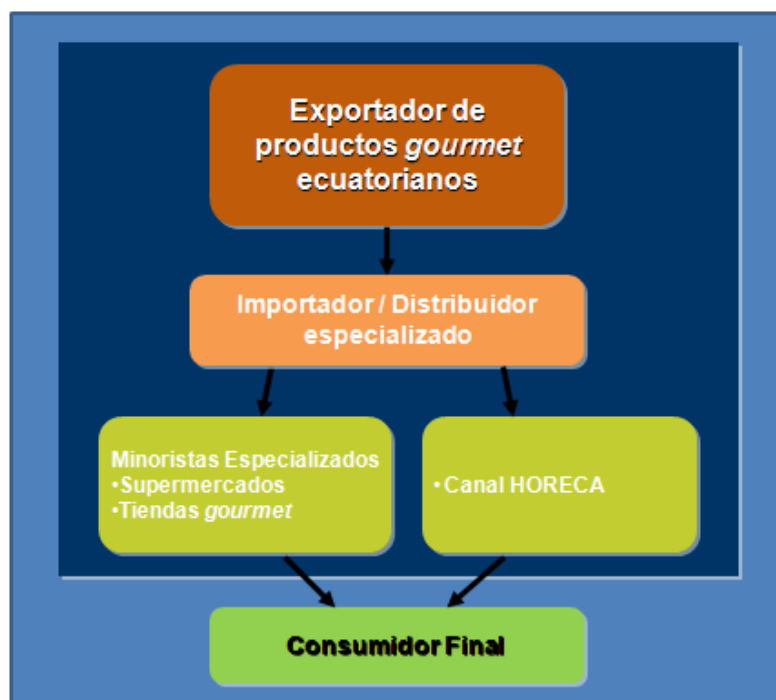 Exportador de
productos gourmet
ecuatorianos
Importador / Distribuidor
especializado
Minoristas Especializados
•Supermercados
•Tiendas gourmet
• Canal HORECA
Consumidor Final